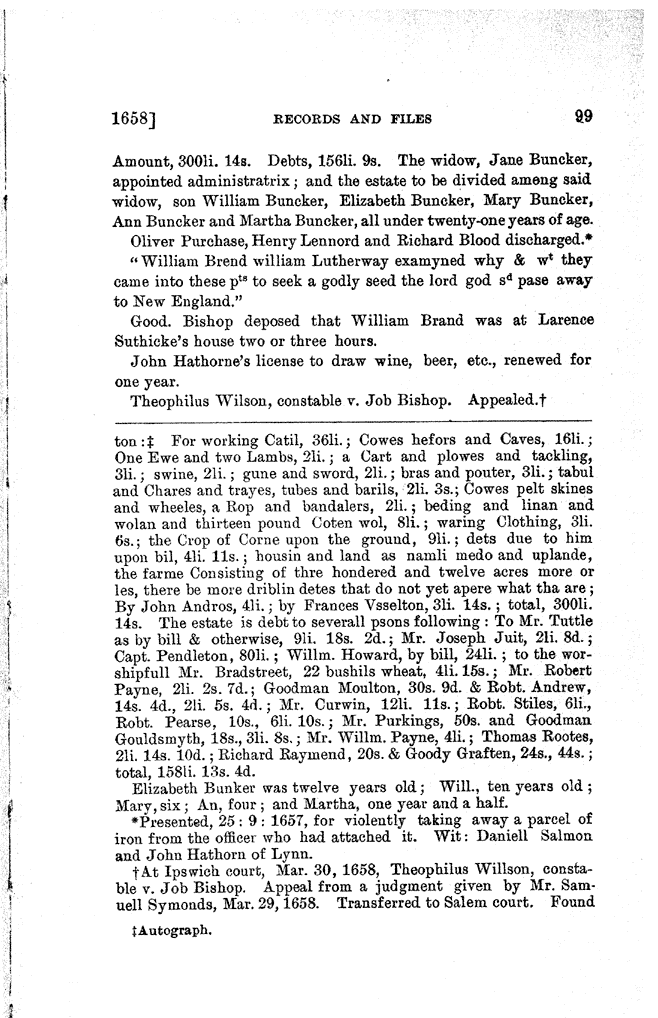 1658] RECORDS AND FILES 99
Amount, 300li. 14s. Debts, 156li. 9s. The widow, Jane Buncker,
appointed administratrix; and the estate to be divided among said
widow, son William Buncker, Elizabeth Buncker, Mary Buncker,
Ann Buncker and Martha Buncker, all under twenty-one years of age.
Oliver Purchase, Henry Lennord and Richard Blood discharged.*
"William Brend william Lutherway examyned why & wᵗ they
came into these pᵗˢ to seek a godly seed the lord god sᵈ pase away
to New England."
Good. Bishop deposed that William Brand was at Larence
Suthicke's house two or three hours.
John Hathorne's license to draw wine, beer, etc., renewed for
one year.
Theophilus Wilson, constable v. Job Bishop. Appealed.†
ton:‡ For working Catil, 36li.; Cowes hefors and Caves, 16li.;
One Ewe and two Lambs, 2li.; a Cart and plowes and tackling,
3li.; swine, 2li.; gune and sword, 2li.; bras and pouter, 3li.; tabul
and Chares and trayes, tubes and barils, 2li. 3s.; Cowes pelt skines
and wheeles, a Rop and bandalers, 2li.; beding and linan and
wolan and thirteen pound Coten wol, 8li.; waring Clothing, 3li.
6s.; the Crop of Corne upon the ground, 9li.; dets due to him
upon bil, 4li. 11s.; housin and land as namli medo and uplande,
the farme Consisting of thre hondered and twelve acres more or
les, there be more driblin detes that do not yet apere what tha are;
By John Andros, 4li.; by Frances Vsselton, 3li. 14s.; total, 300li.
14s. The estate is debt to severall psons following: To Mr. Tuttle
as by bill & otherwise, 9li. 18s. 2d.; Mr. Joseph Juit, 2li. 8d.;
Capt. Pendleton, 80li.; Willm. Howard, by bill, 24li.; to the wor-
shipfull Mr. Bradstreet, 22 bushils wheat, 4li. 15s.; Mr. Robert
Payne, 2li. 2s. 7d.; Goodman Moulton, 30s. 9d. & Robt. Andrew,
14s. 4d., 2li. 5s. 4d.; Mr. Curwin, 12li. 11s.; Robt. Stiles, 6li.,
Robt. Pearse, 10s., 6li. 10s.; Mr. Purkings, 50s. and Goodman
Gouldsmyth, 18s., 3li. 8s.; Mr. Willm. Payne, 4li.; Thomas Rootes,
2li. 14s. 10d.; Richard Raymend, 20s. & Goody Graften, 24s., 44s.;
total, 158li. 13s. 4d.
Elizabeth Bunker was twelve years old; Will., ten years old;
Mary, six; An, four; and Martha, one year and a half.
*Presented, 25 : 9 : 1657, for violently taking away a parcel of
iron from the officer who had attached it. Wit: Daniell Salmon
and John Hathorn of Lynn.
†At Ipswich court, Mar. 30, 1658, Theophilus Willson, consta-
ble v. Job Bishop. Appeal from a judgment given by Mr. Sam-
uell Symonds, Mar. 29, 1658. Transferred to Salem court. Found
‡Autograph.